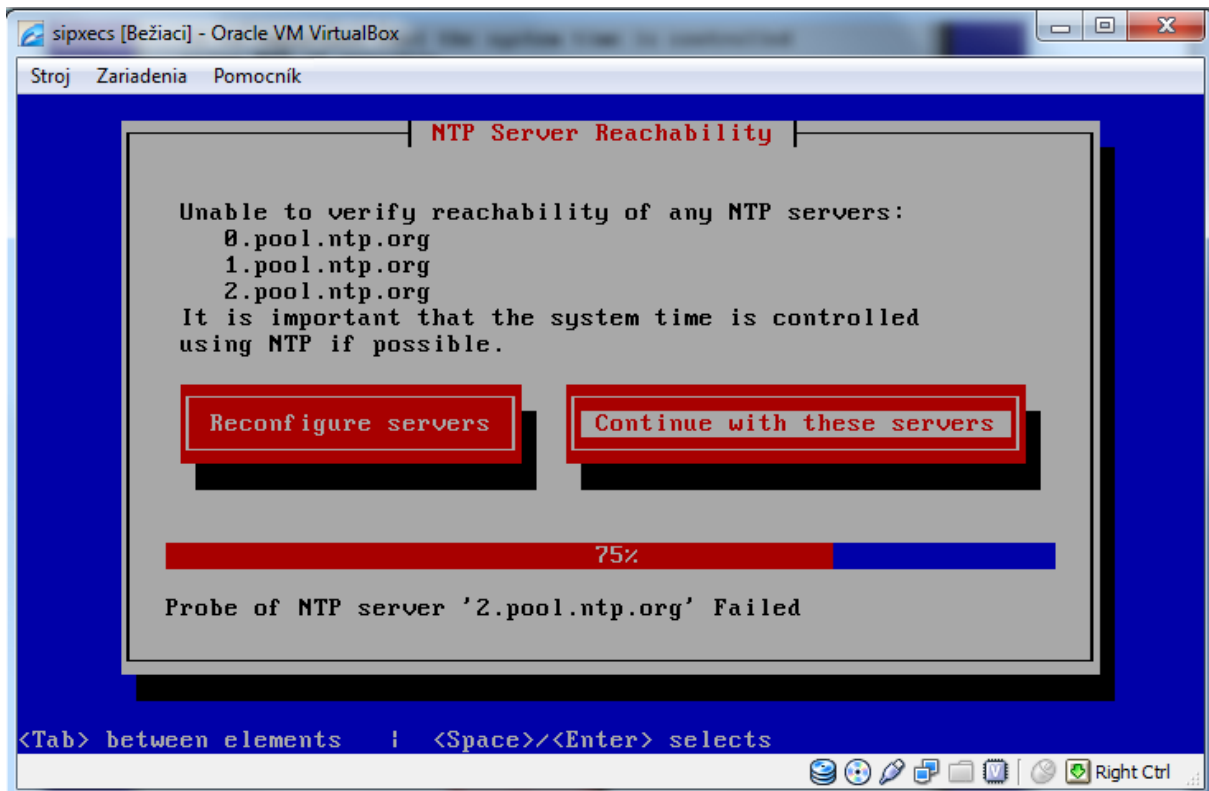 sipxecs [Bežiaci] - Oracle VM VirtualBox
Stroj Zariadenia Pomocník
NTP Server Reachability
Unable to verify reachability of any NTP servers:
0.pool.ntp.org
1.pool.ntp.org
2.pool.ntp.org
It is important that the system time is controlled
using NTP if possible.
Reconfigure servers Continue with these servers
75%
Probe of NTP server '2.pool.ntp.org' Failed
<Tab> between elements | <Space>/<Enter> selects
Right Ctrl